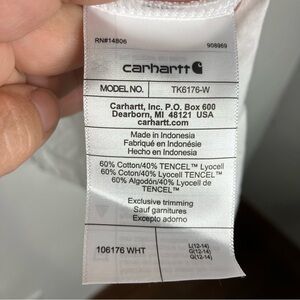 RN#14806 908969
carhartt
MODEL NO. TK6176-W
Carhartt, Inc. P.O. Box 600
Dearborn, MI 48121 USA
carhartt.com
Made in Indonesia
Fabriqué en Indonésie
Hecho en Indonesia
60% Cotton/40% TENCEL™ Lyocell
60% Coton/40% Lyocell TENCEL™
60% Algodón/40% Lyocell de
TENCEL™
Exclusive trimming
Sauf garnitures
Excepto adorno
106176 WHT L(12-14)
G(12-14)
G(12-14)